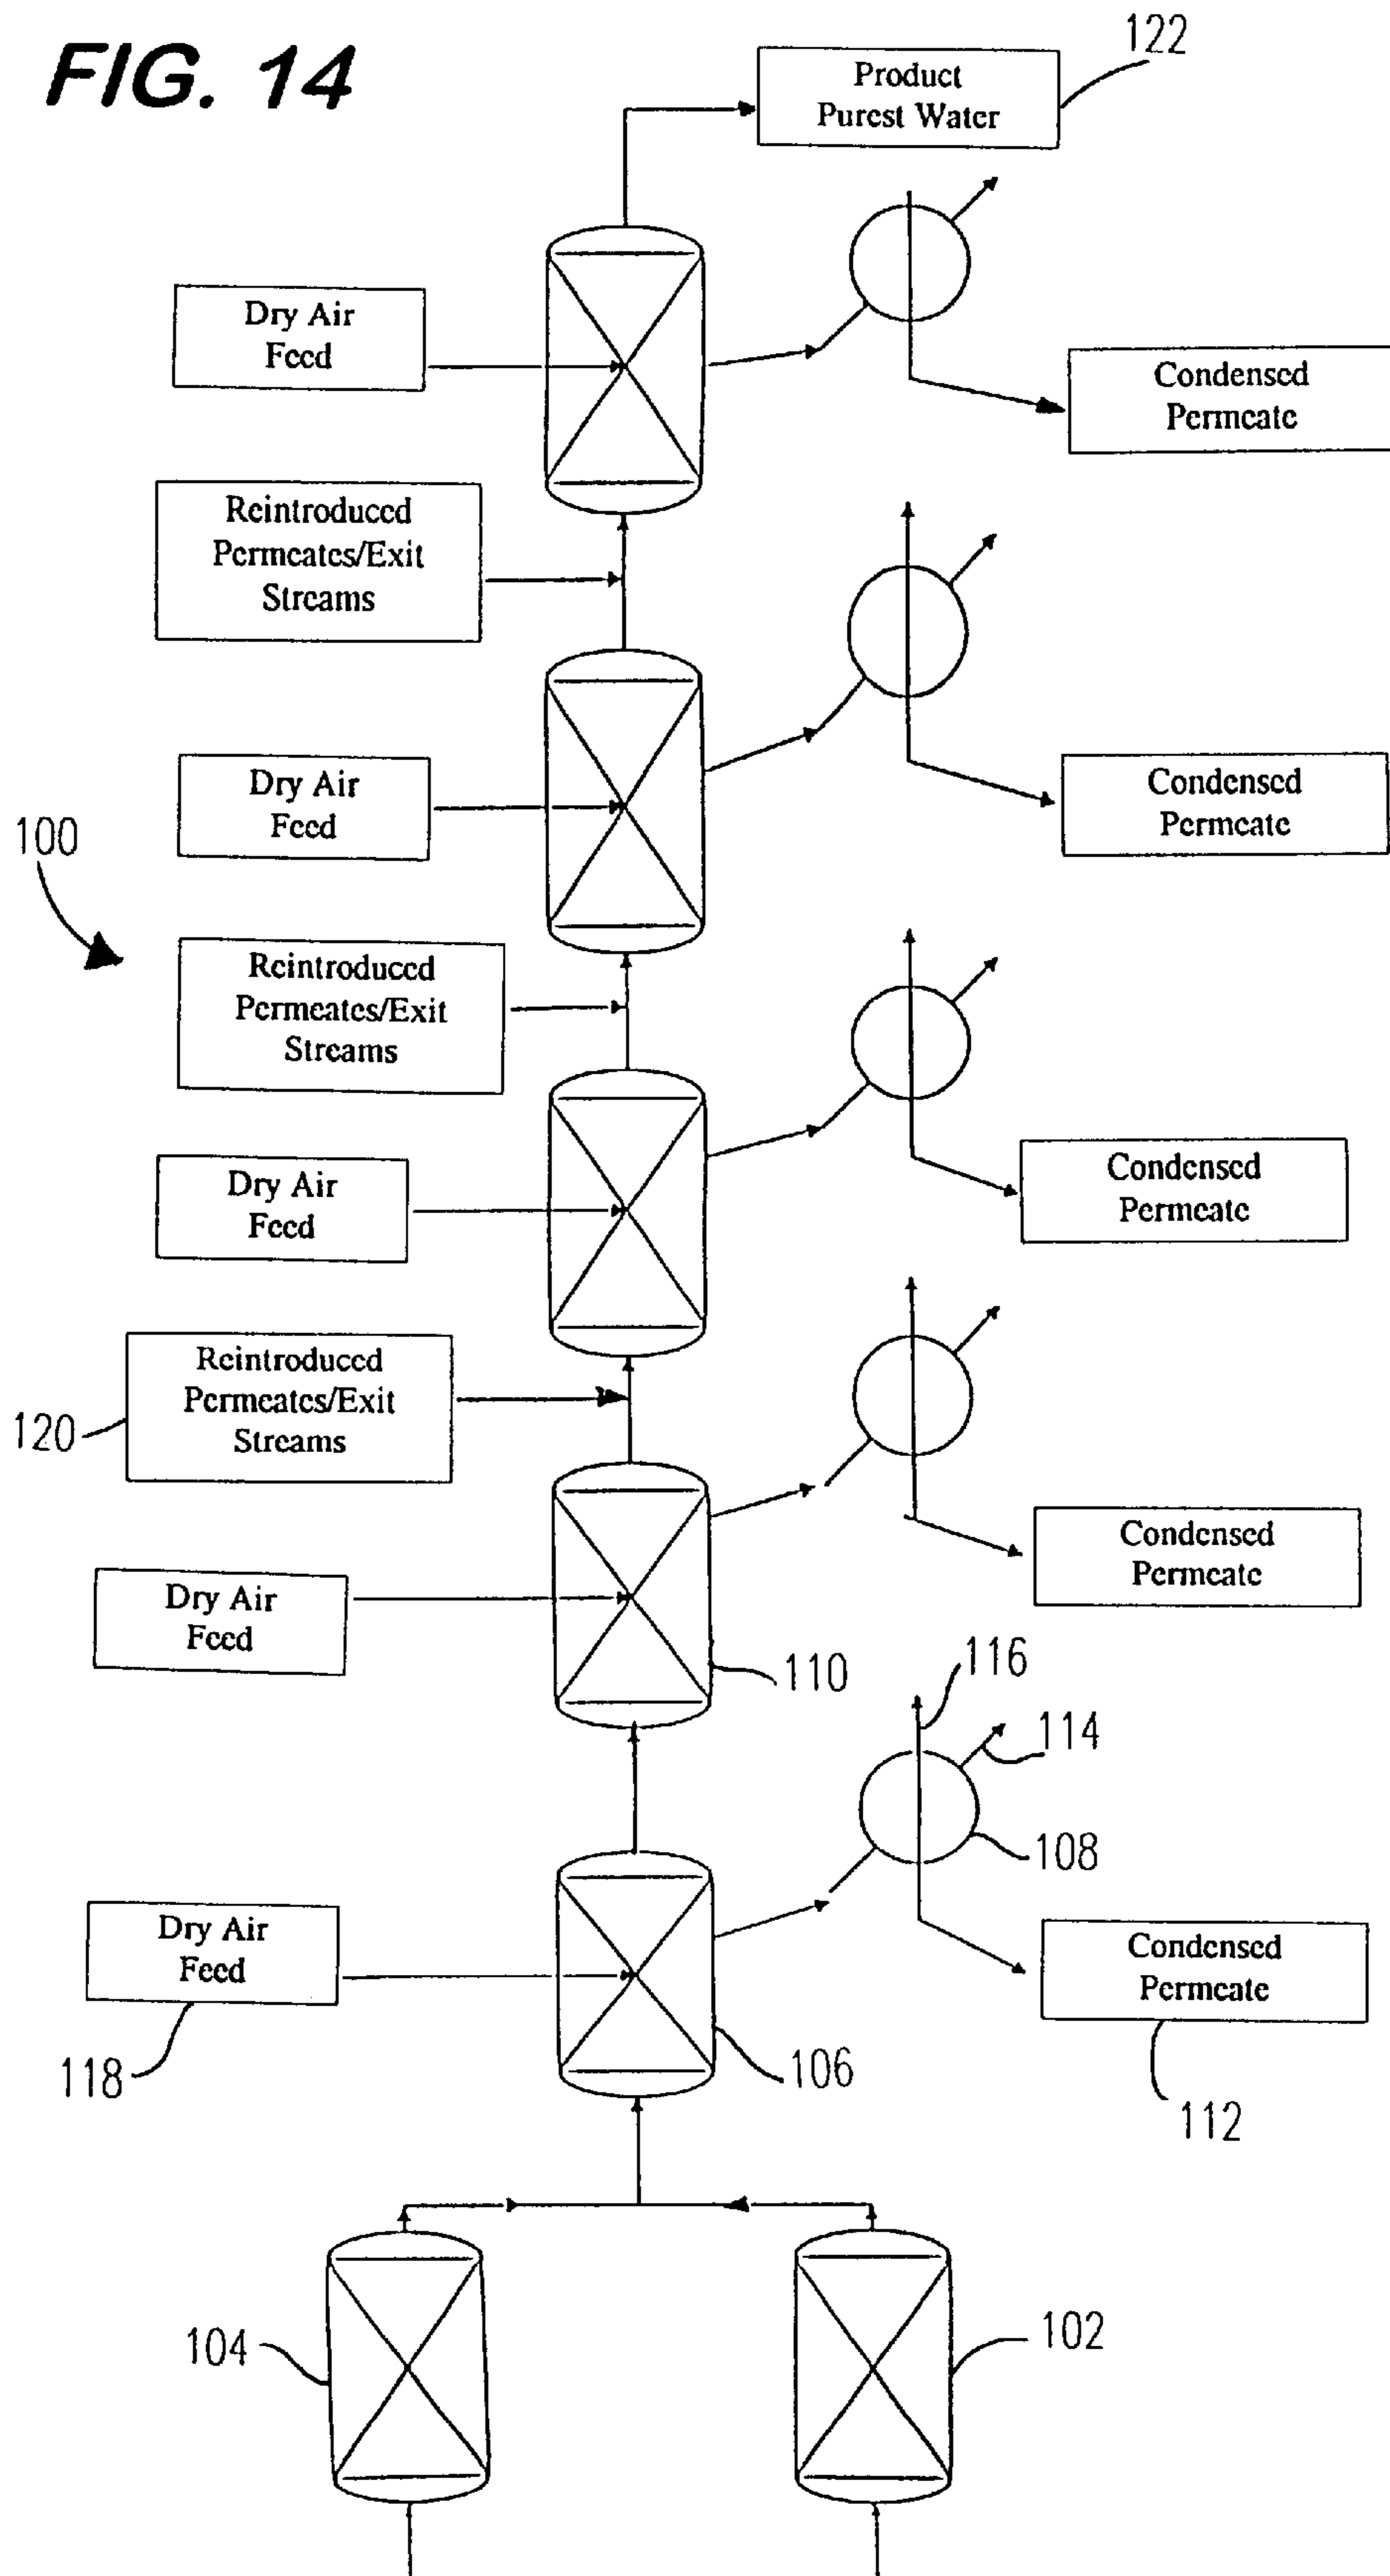 FIG. 14
122
Product
Purest Water
Dry Air
Feed
Condensed
Permeate
Reintroduced
Permeates/Exit
Streams
Dry Air
Feed
Condensed
Permeate
100
Reintroduced
Permeates/Exit
Streams
Dry Air
Feed
Condensed
Permeate
Reintroduced
Permeates/Exit
Streams
120
Condensed
Permeate
Dry Air
Feed
110
116
114
108
Dry Air
Feed
Condensed
Permeate
118
106
112
104
102